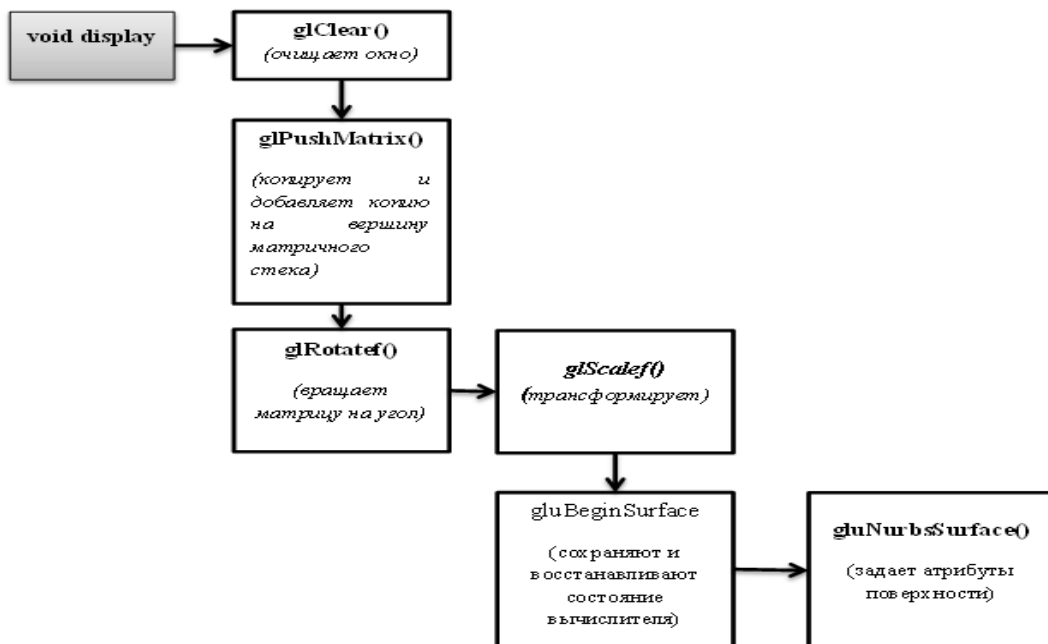 void display
glClear()
(очищает окно)
glPushMatrix()
(копирует и
добавляет копию
на вершину
матричного
стека)
glRotatef()
(вращает
матрицу на угол)
glScalef()
(трансформирует)
gluBeginSurface
(сохраняют и
восстанавливают
состояние
вычислителя)
gluNurbsSurface()
(задает атрибуты
поверхности)